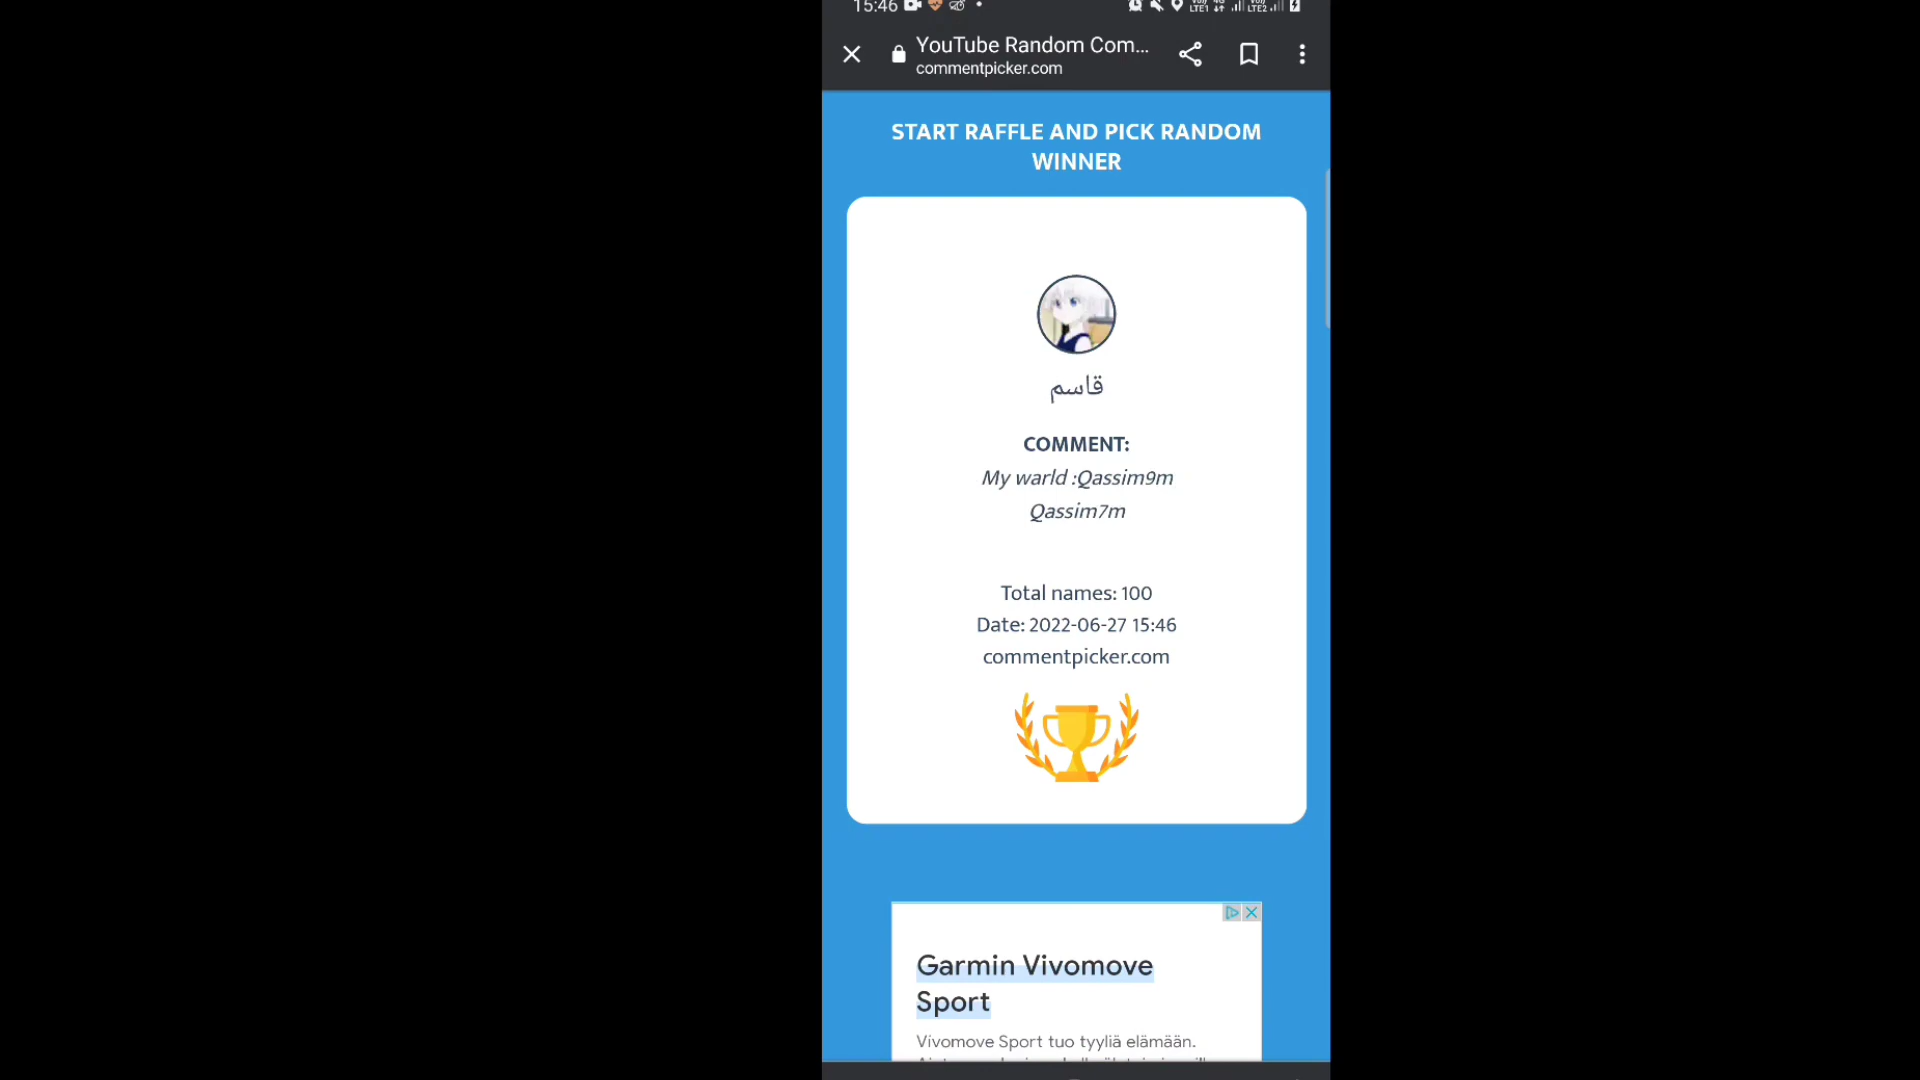 15:46
YouTube Random Com...
commentpicker.com
START RAFFLE AND PICK RANDOM
WINNER
قاسم
COMMENT:
My warld :Qassim9m
Qassim7m
Total names: 100
Date: 2022-06-27 15:46
commentpicker.com
Garmin Vivomove
Sport
Vivomove Sport tuo tyyliä elämään.